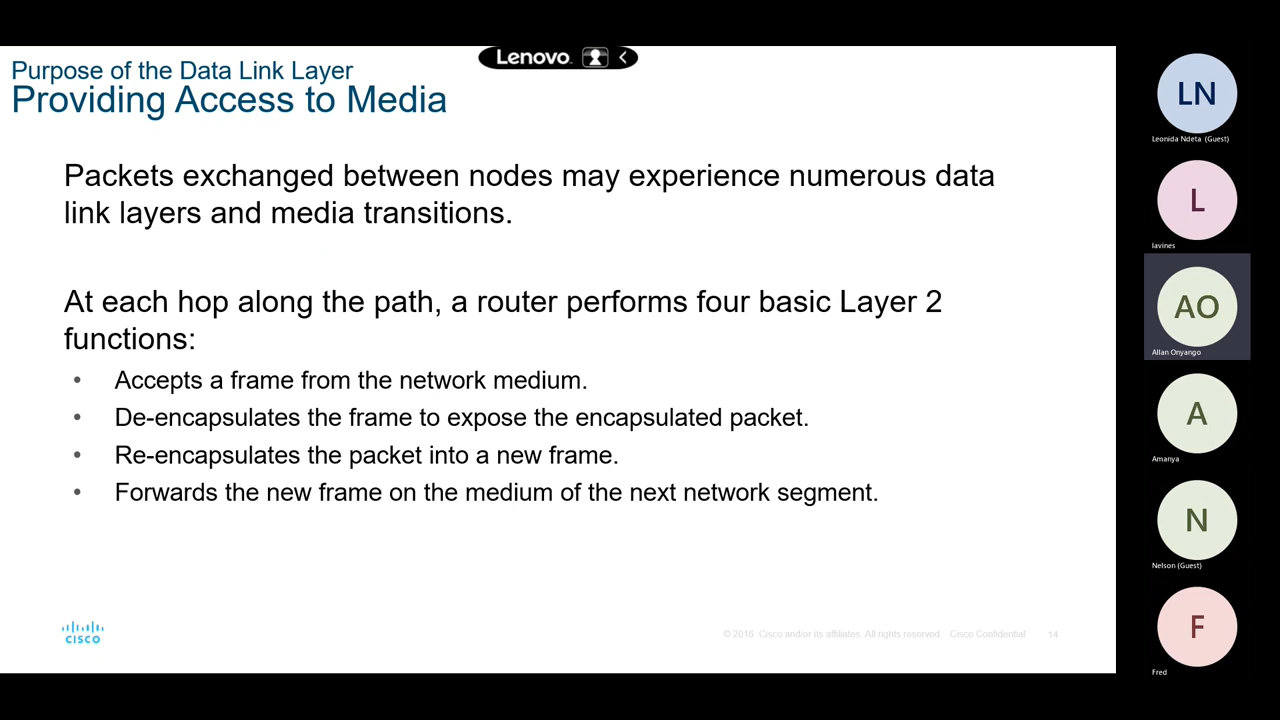 Lenovo.
Purpose of the Data Link Layer
Providing Access to Media
Packets exchanged between nodes may experience numerous data
link layers and media transitions.
At each hop along the path, a router performs four basic Layer 2
functions:
• Accepts a frame from the network medium.
• De-encapsulates the frame to expose the encapsulated packet.
• Re-encapsulates the packet into a new frame.
• Forwards the new frame on the medium of the next network segment.
CISCO
© 2016 Cisco and/or its affiliates. All rights reserved. Cisco Confidential 14
LN
Leonida Ndeta (Guest)
L
lavines
AO
Allan Onyango
A
Amanya
N
Nelson (Guest)
F
Fred